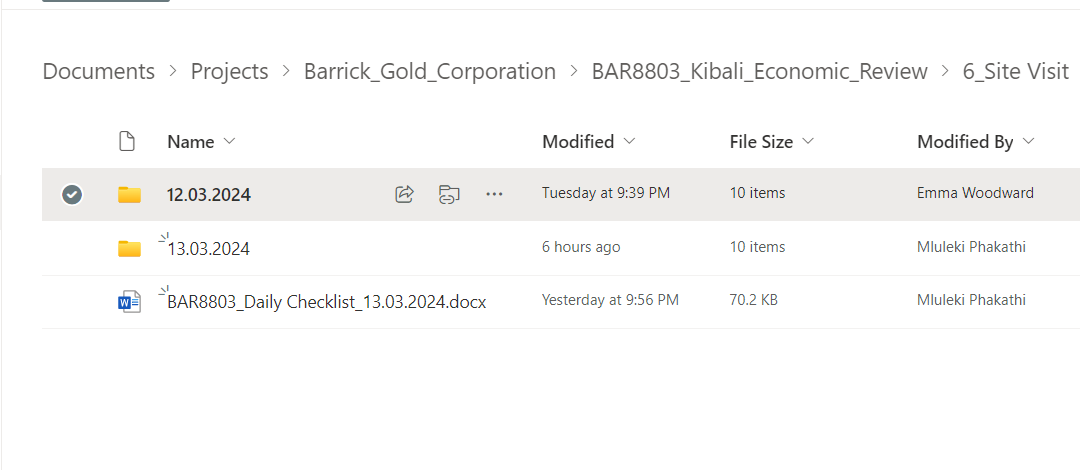 Documents > Projects > Barrick_Gold_Corporation > BAR8803_Kibali_Economic_Review > 6_Site Visit
Name Modified File Size Modified By
12.03.2024 Tuesday at 9:39 PM 10 items Emma Woodward
13.03.2024 6 hours ago 10 items Mluleki Phakathi
BAR8803_Daily Checklist_13.03.2024.docx Yesterday at 9:56 PM 70.2 KB Mluleki Phakathi